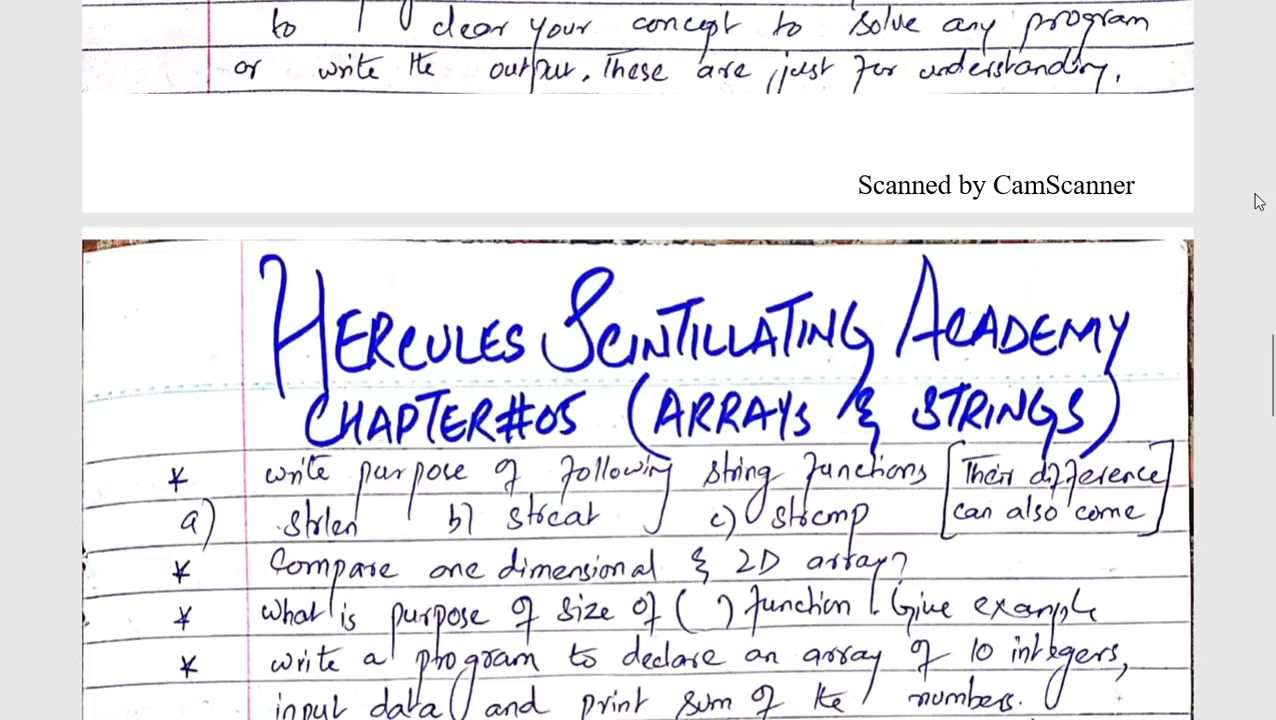 to clear your concept to solve any program
or write the output. These are just for understanding.
Scanned by CamScanner
HERCULES SCINTILLATING ACADEMY
CHAPTER#05 (ARRAYS & STRINGS)
* write purpose of following string functions [Their difference
a) strlen b) strcat c) strcmp can also come]
* Compare one dimensional & 2D array?
* What is purpose of size of ( ) function. Give example
* write a program to declare an array of 10 integers,
input data and print sum of the numbers.